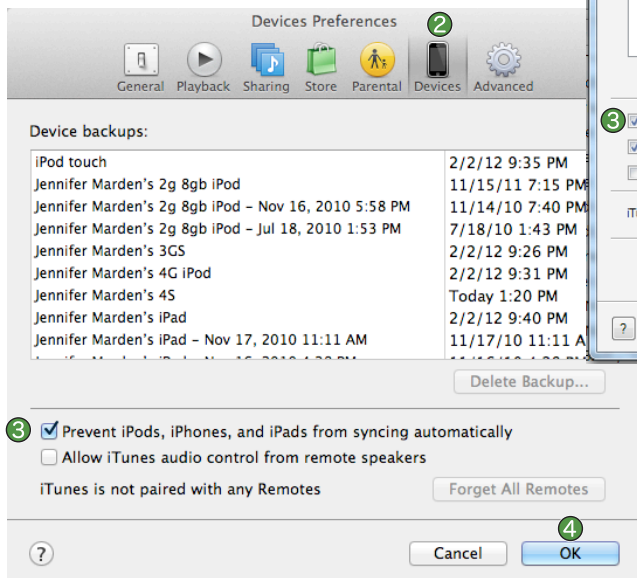 Devices Preferences
2
General Playback Sharing Store Parental Devices Advanced
Device backups:
iPod touch 2/2/12 9:35 PM
Jennifer Marden's 2g 8gb iPod 11/15/11 7:15 PM
Jennifer Marden's 2g 8gb iPod – Nov 16, 2010 5:58 PM 11/14/10 7:40 PM
Jennifer Marden's 2g 8gb iPod – Jul 18, 2010 1:53 PM 7/18/10 1:43 PM
Jennifer Marden's 3GS 2/2/12 9:26 PM
Jennifer Marden's 4G iPod 2/2/12 9:31 PM
Jennifer Marden's 4S Today 1:20 PM
Jennifer Marden's iPad 2/2/12 9:40 PM
Jennifer Marden's iPad – Nov 17, 2010 11:11 AM 11/17/10 11:11 A
Delete Backup...
3 Prevent iPods, iPhones, and iPads from syncing automatically
Allow iTunes audio control from remote speakers
iTunes is not paired with any Remotes Forget All Remotes
4
? Cancel OK
3
iTu
?